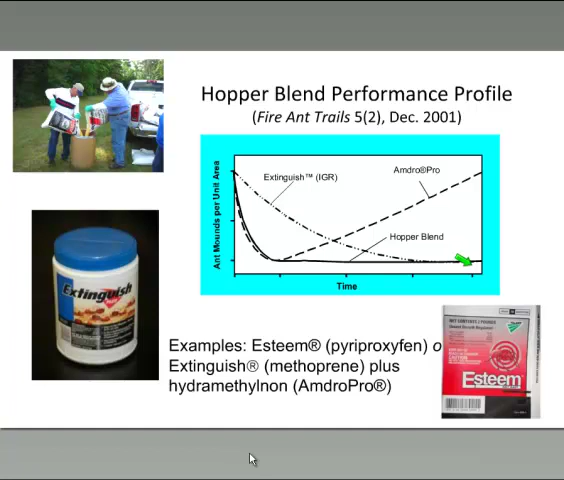 Hopper Blend Performance Profile
(Fire Ant Trails 5(2), Dec. 2001)
Ant Mounds per Unit Area
Extinguish™ (IGR)
Amdro®Pro
Hopper Blend
Time
Extinguish
Examples: Esteem® (pyriproxyfen) o
Extinguish® (methoprene) plus
hydramethylnon (AmdroPro®)
Esteem